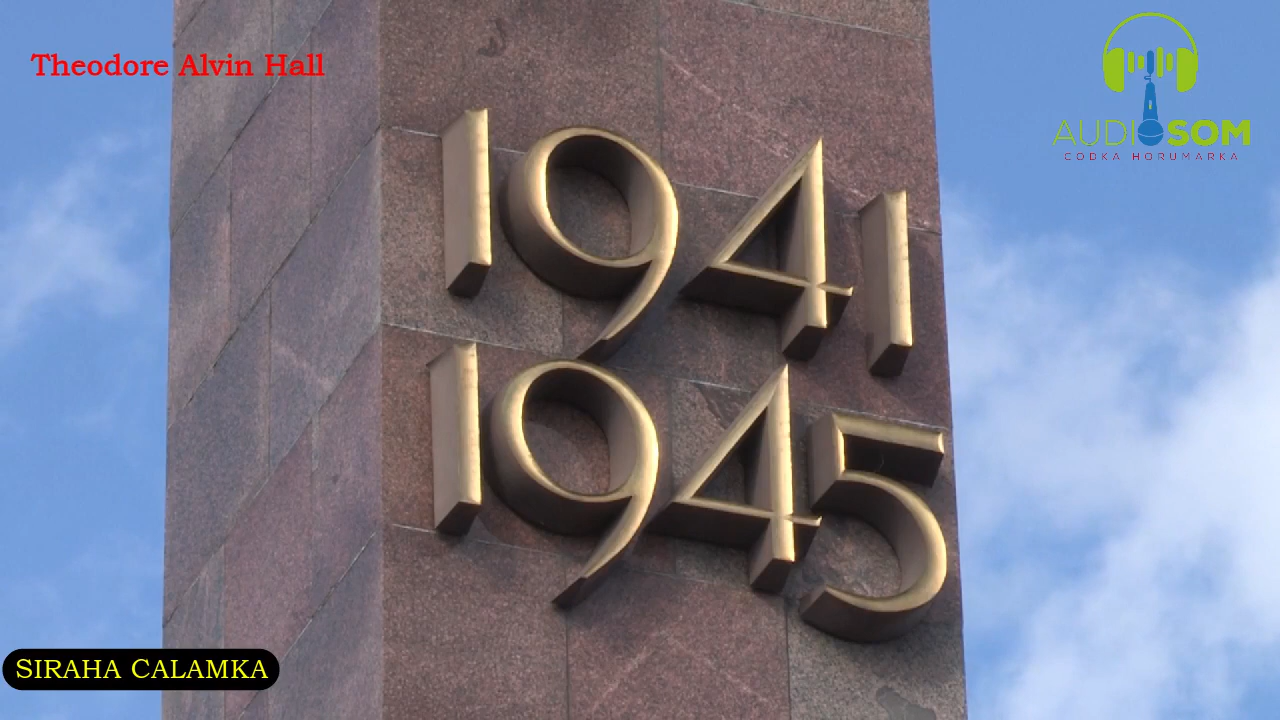 Theodore Alvin Hall
AUDIOSOM
CODKA HORUMARKA
1941
1945
SIRAHA CALAMKA